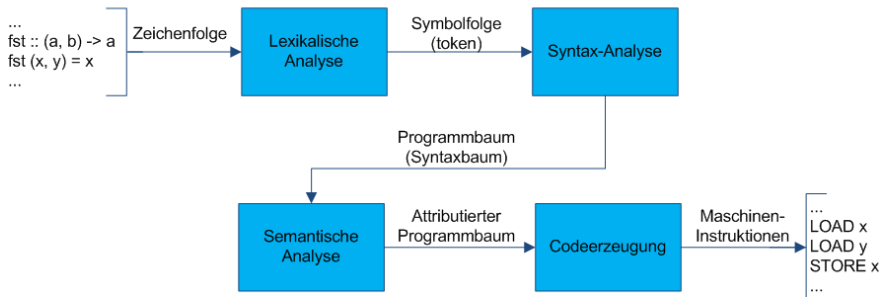 ...
fst :: (a, b) -> a
fst (x, y) = x
...
Zeichenfolge
Lexikalische
Analyse
Symbolfolge
(token)
Syntax-Analyse
Programmbaum
(Syntaxbaum)
Semantische
Analyse
Attributierter
Programmbaum
Codeerzeugung
Maschinen-
Instruktionen
...
LOAD x
LOAD y
STORE x
...